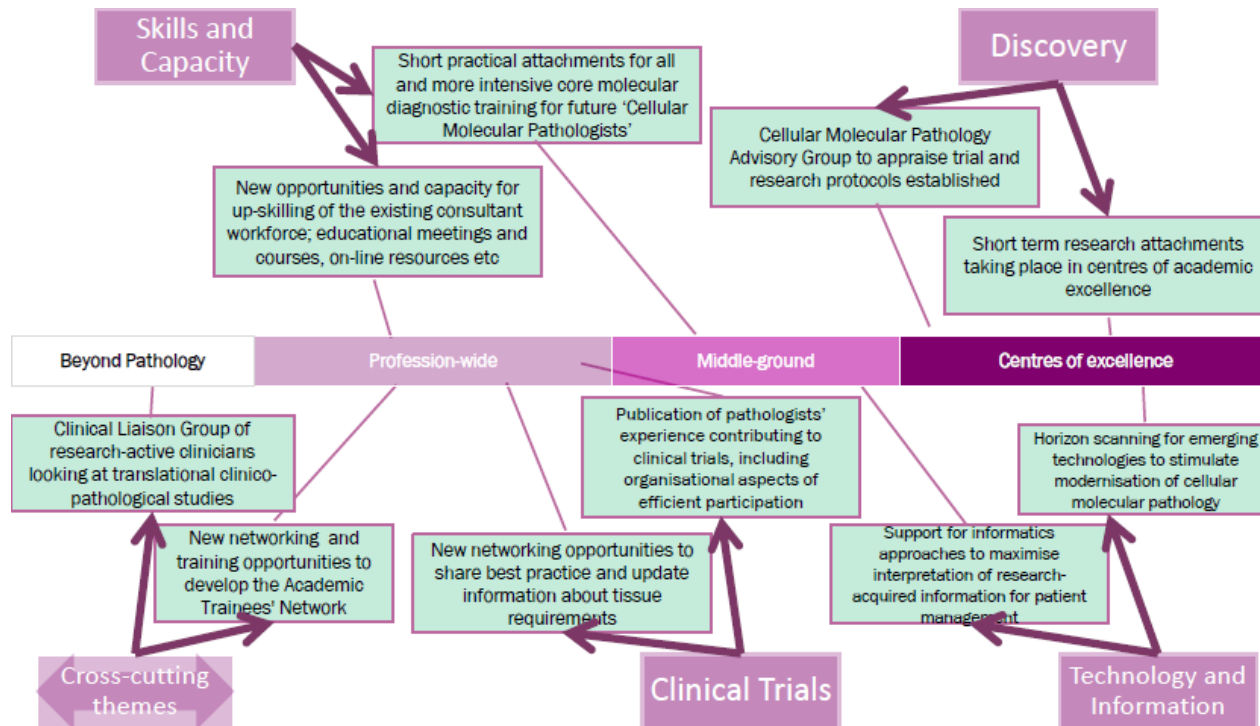 Skills and
Capacity
Discovery
Short practical attachments for all
and more intensive core molecular
diagnostic training for future ‘Cellular
Molecular Pathologists’
Cellular Molecular Pathology
Advisory Group to appraise trial and
research protocols established
New opportunities and capacity for
up-skilling of the existing consultant
workforce; educational meetings and
courses, on-line resources etc
Short term research attachments
taking place in centres of academic
excellence
Beyond Pathology
Profession-wide
Middle-ground
Centres of excellence
Clinical Liaison Group of
research-active clinicians
looking at translational clinico-
pathological studies
Publication of pathologists’
experience contributing to
clinical trials, including
organisational aspects of
efficient participation
Horizon scanning for emerging
technologies to stimulate
modernisation of cellular
molecular pathology
New networking and
training opportunities to
develop the Academic
Trainees' Network
New networking opportunities to
share best practice and update
information about tissue
requirements
Support for informatics
approaches to maximise
interpretation of research-
acquired information for patient
management
Cross-cutting
themes
Clinical Trials
Technology and
Information